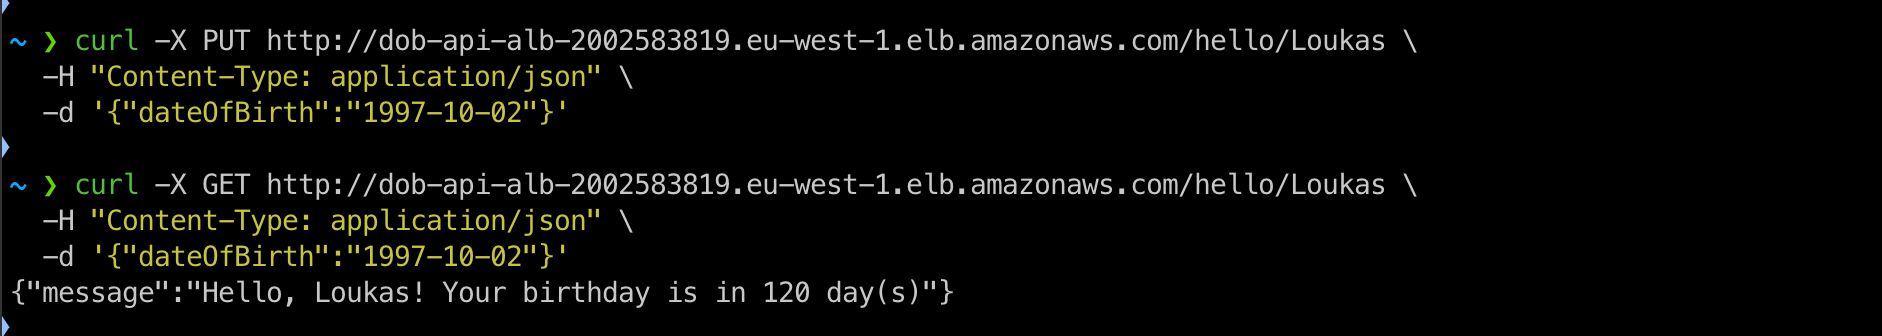 ~ ❯ curl -X PUT http://dob-api-alb-2002583819.eu-west-1.elb.amazonaws.com/hello/Loukas \
-H "Content-Type: application/json" \
-d '{"dateOfBirth":"1997-10-02"}'
~ ❯ curl -X GET http://dob-api-alb-2002583819.eu-west-1.elb.amazonaws.com/hello/Loukas \
-H "Content-Type: application/json" \
-d '{"dateOfBirth":"1997-10-02"}'
{"message":"Hello, Loukas! Your birthday is in 120 day(s)"}